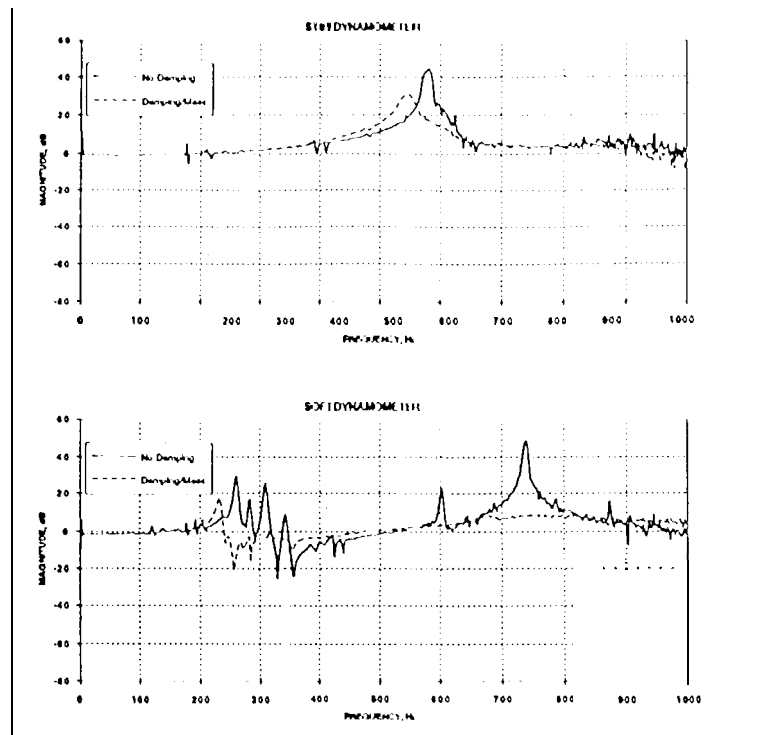 STIFF DYNAMOMETER
60
No Damping
40
Damping/Mass
20
0
-20
-40
-60
-80
MAGNITUDE, dB
0 100 200 300 400 500 600 700 800 900 1000
FREQUENCY, Hz
SOFT DYNAMOMETER
60
No Damping
40
Damping/Mass
20
0
-20
-40
-60
-80
MAGNITUDE, dB
0 100 200 300 400 500 600 700 800 900 1000
FREQUENCY, Hz